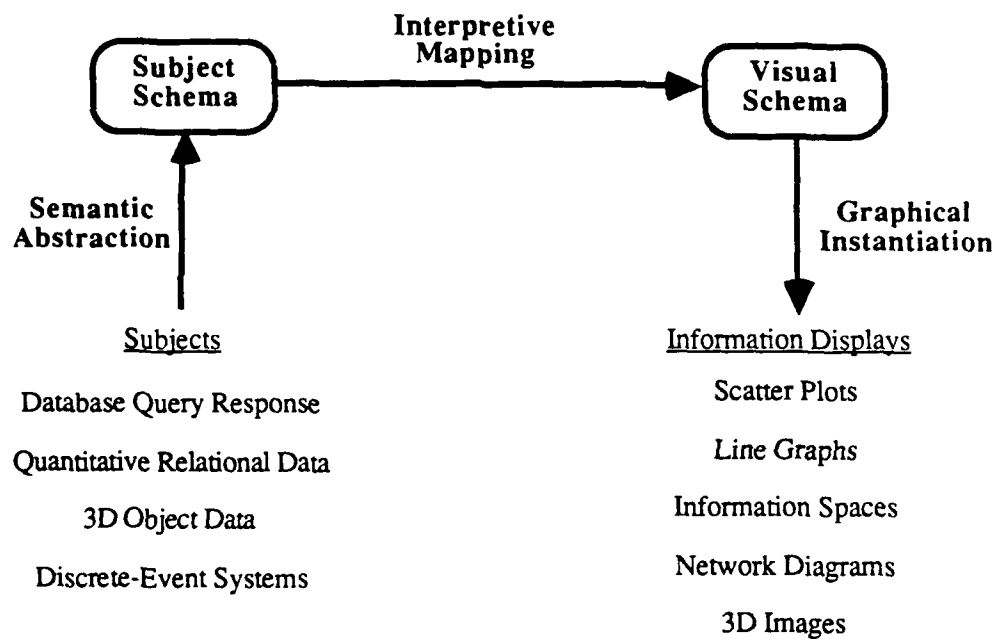 Interpretive
Mapping
Subject
Schema
Visual
Schema
Semantic
Abstraction
Graphical
Instantiation
Subjects
Database Query Response
Quantitative Relational Data
3D Object Data
Discrete-Event Systems
Information Displays
Scatter Plots
Line Graphs
Information Spaces
Network Diagrams
3D Images